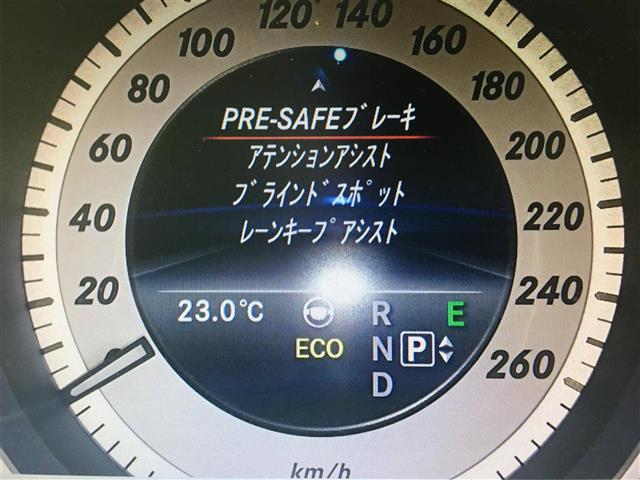 120 140
100 160
80 180
PRE-SAFEﾌﾞﾚｰｷ
60 ｱﾃﾝｼｮﾝｱｼｽﾄ 200
ﾌﾞﾗｲﾝﾄﾞｽﾎﾟｯﾄ
40 ﾚｰﾝｷｰﾌﾟｱｼｽﾄ 220
20 240
23.0℃ R E
ECO N P 260
D
km/h